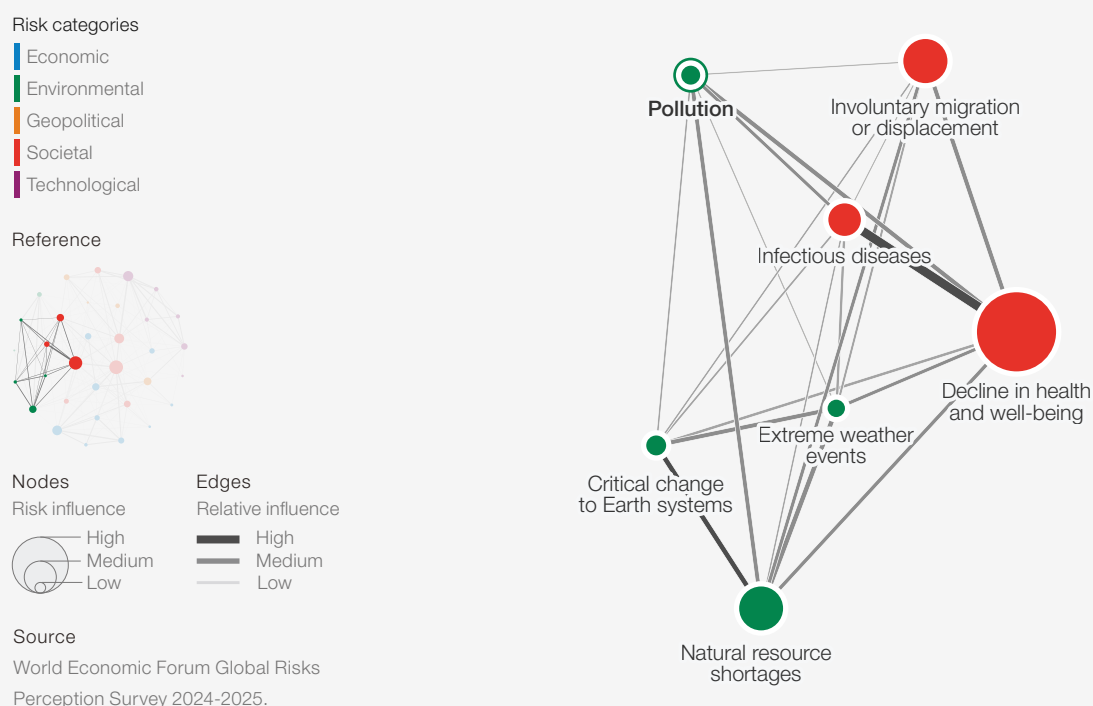 Risk categories
Economic
Environmental
Geopolitical
Societal
Technological
Reference
Nodes
Risk influence
High
Medium
Low
Edges
Relative influence
High
Medium
Low
Source
World Economic Forum Global Risks
Perception Survey 2024-2025.
Pollution
Involuntary migration
or displacement
Infectious diseases
Decline in health
and well-being
Extreme weather
events
Critical change
to Earth systems
Natural resource
shortages